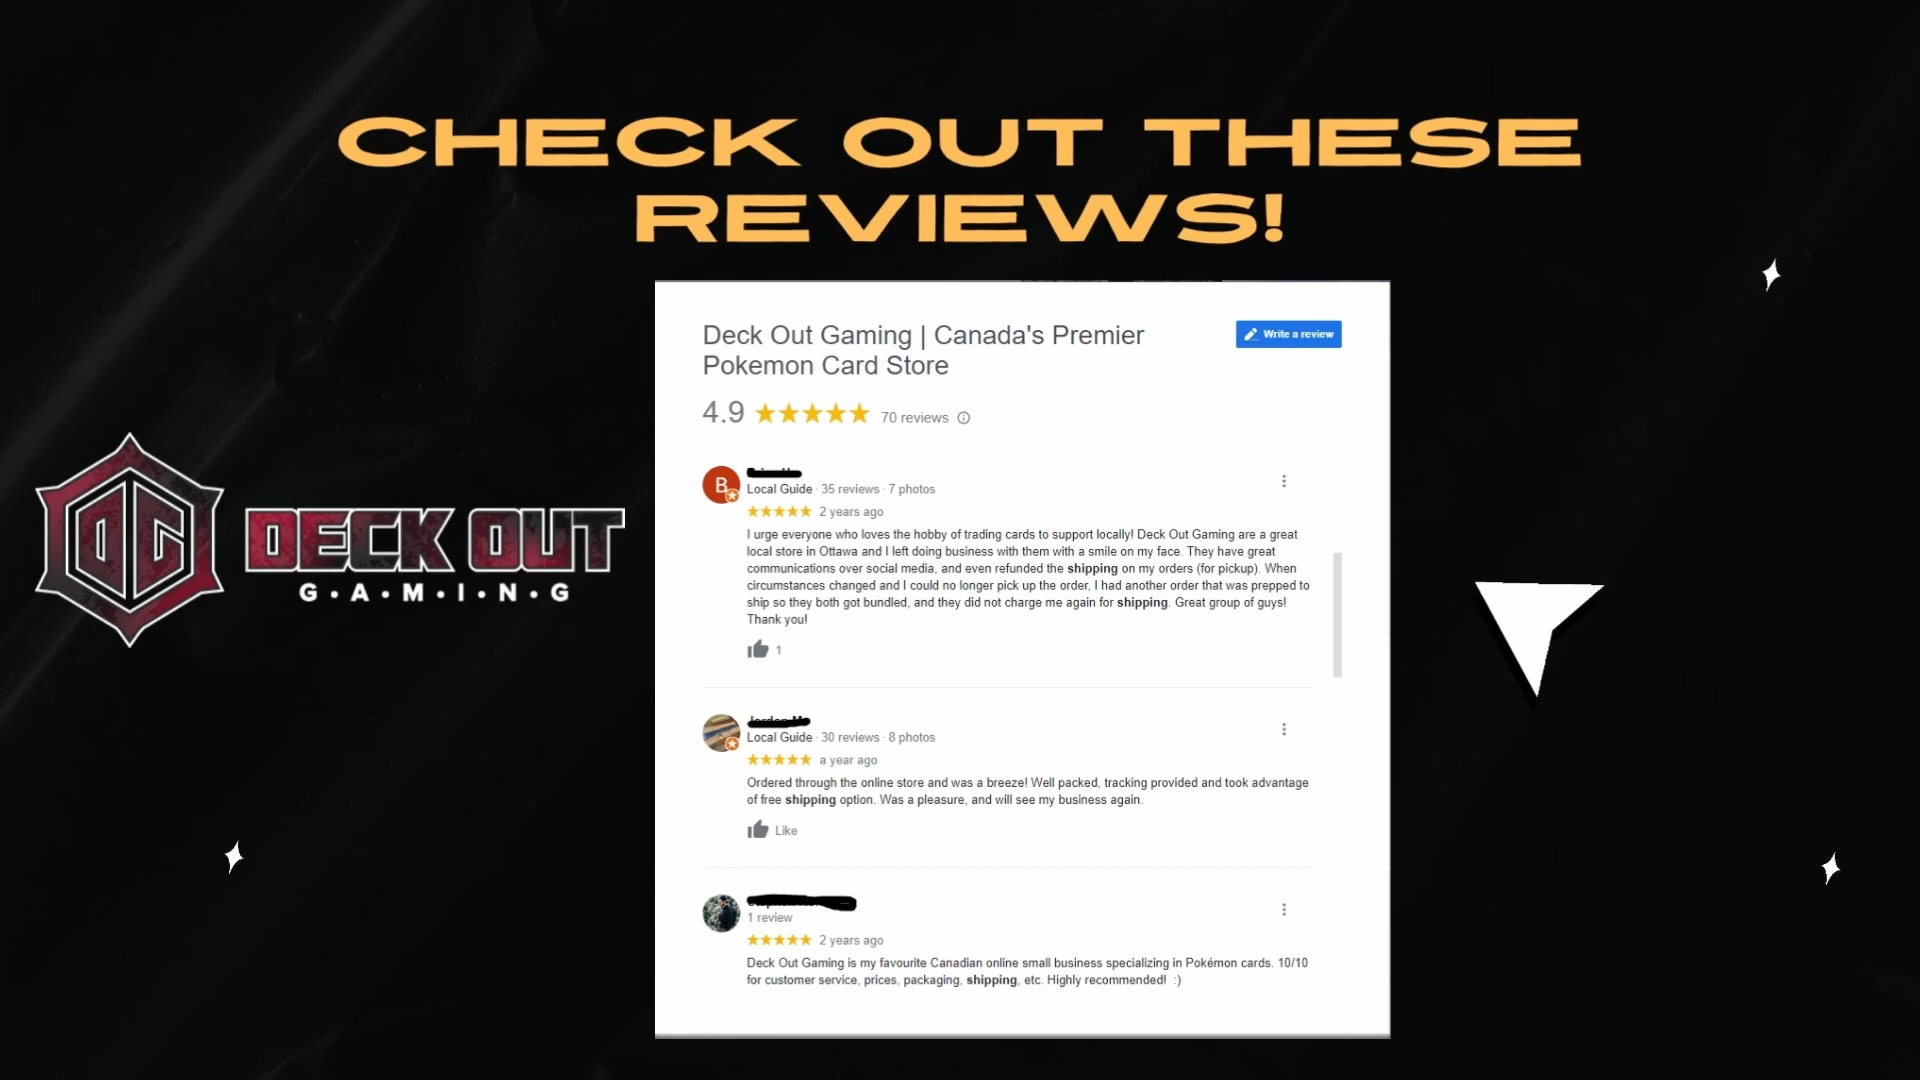 CHECK OUT THESE
REVIEWS!
Deck Out Gaming | Canada's Premier
Pokemon Card Store
Write a review
4.9
70 reviews
B
Local Guide · 35 reviews · 7 photos
2 years ago
I urge everyone who loves the hobby of trading cards to support locally! Deck Out Gaming are a great
local store in Ottawa and I left doing business with them with a smile on my face. They have great
communications over social media, and even refunded the shipping on my orders (for pickup). When
circumstances changed and I could no longer pick up the order, I had another order that was prepped to
ship so they both got bundled, and they did not charge me again for shipping. Great group of guys!
Thank you!
1
Local Guide · 30 reviews · 8 photos
a year ago
Ordered through the online store and was a breeze! Well packed, tracking provided and took advantage
of free shipping option. Was a pleasure, and will see my business again.
Like
1 review
2 years ago
Deck Out Gaming is my favourite Canadian online small business specializing in Pokémon cards. 10/10
for customer service, prices, packaging, shipping, etc. Highly recommended! :)
DG
DECK OUT
G·A·M·I·N·G